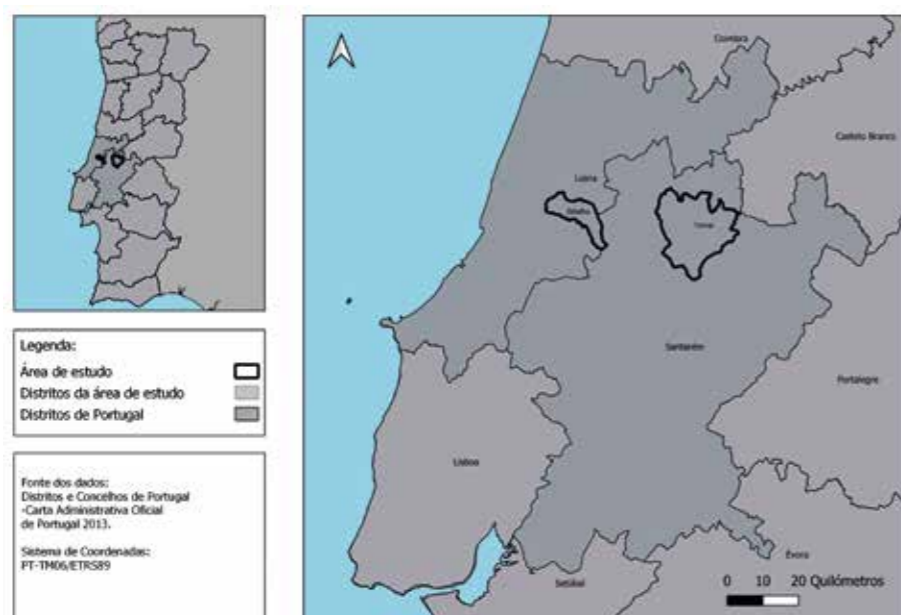 Legenda:
Área de estudo
Distritos da área de estudo
Distritos de Portugal
Fonte dos dados:
Distritos e Concelhos de Portugal
-Carta Administrativa Oficial
de Portugal 2013.
Sistema de Coordenadas:
PT-TM06/ETRS89
Coimbra
Castelo Branco
Leiria
Batalha
Tomar
Santarém
Portalegre
Lisboa
Évora
Setúbal
0 10 20 Quilómetros